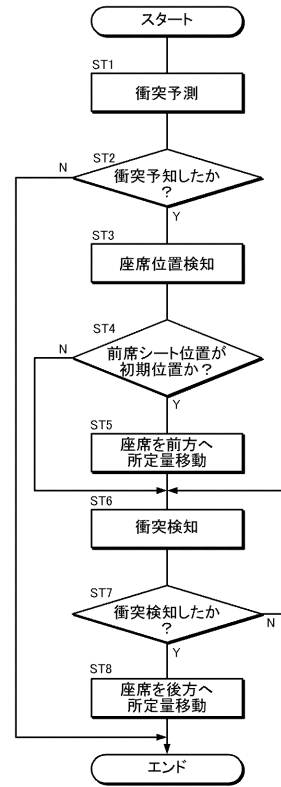 スタート
ST1
衝突予測
ST2
N
衝突予知したか
?
Y
ST3
座席位置検知
ST4
N
前席シート位置が
初期位置か?
Y
ST5
座席を前方へ
所定量移動
ST6
衝突検知
ST7
衝突検知したか
?
N
Y
ST8
座席を後方へ
所定量移動
エンド